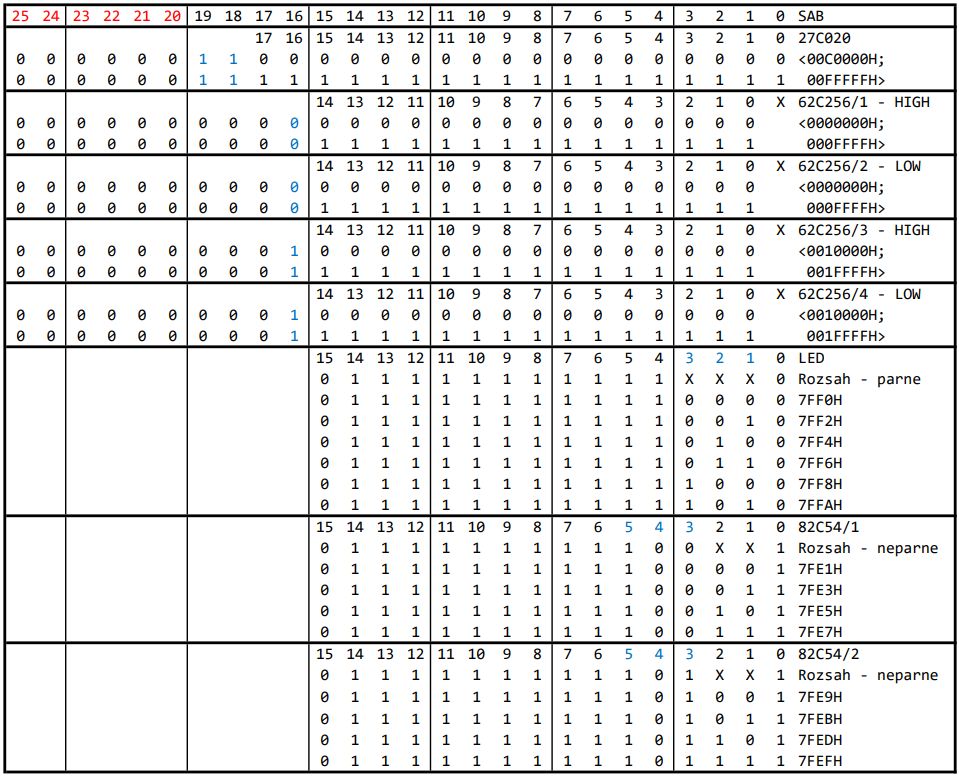 25 24 23 22 21 20 19 18 17 16 15 14 13 12 11 10 9 8 7 6 5 4 3 2 1 0 SAB
17 16 15 14 13 12 11 10 9 8 7 6 5 4 3 2 1 0 27C020
0 0 0 0 0 0 1 1 0 0 0 0 0 0 0 0 0 0 0 0 0 0 0 0 0 0 <00C0000H;
0 0 0 0 0 0 1 1 1 1 1 1 1 1 1 1 1 1 1 1 1 1 1 1 1 1 00FFFFFH>
14 13 12 11 10 9 8 7 6 5 4 3 2 1 0 X 62C256/1 - HIGH
0 0 0 0 0 0 0 0 0 0 0 0 0 0 0 0 0 0 0 0 0 0 0 0 0 <0000000H;
0 0 0 0 0 0 0 0 0 0 1 1 1 1 1 1 1 1 1 1 1 1 1 1 1 000FFFFH>
14 13 12 11 10 9 8 7 6 5 4 3 2 1 0 X 62C256/2 - LOW
0 0 0 0 0 0 0 0 0 0 0 0 0 0 0 0 0 0 0 0 0 0 0 0 0 <0000000H;
0 0 0 0 0 0 0 0 0 0 1 1 1 1 1 1 1 1 1 1 1 1 1 1 1 000FFFFH>
14 13 12 11 10 9 8 7 6 5 4 3 2 1 0 X 62C256/3 - HIGH
0 0 0 0 0 0 0 0 0 1 0 0 0 0 0 0 0 0 0 0 0 0 0 0 0 <0010000H;
0 0 0 0 0 0 0 0 0 1 1 1 1 1 1 1 1 1 1 1 1 1 1 1 1 001FFFFH>
14 13 12 11 10 9 8 7 6 5 4 3 2 1 0 X 62C256/4 - LOW
0 0 0 0 0 0 0 0 0 1 0 0 0 0 0 0 0 0 0 0 0 0 0 0 0 <0010000H;
0 0 0 0 0 0 0 0 0 1 1 1 1 1 1 1 1 1 1 1 1 1 1 1 1 001FFFFH>
15 14 13 12 11 10 9 8 7 6 5 4 3 2 1 0 LED
0 1 1 1 1 1 1 1 1 1 1 1 X X X 0 Rozsah - parne
0 1 1 1 1 1 1 1 1 1 1 1 0 0 0 0 7FF0H
0 1 1 1 1 1 1 1 1 1 1 1 0 0 1 0 7FF2H
0 1 1 1 1 1 1 1 1 1 1 1 0 1 0 0 7FF4H
0 1 1 1 1 1 1 1 1 1 1 1 0 1 1 0 7FF6H
0 1 1 1 1 1 1 1 1 1 1 1 1 0 0 0 7FF8H
0 1 1 1 1 1 1 1 1 1 1 1 1 0 1 0 7FFAH
15 14 13 12 11 10 9 8 7 6 5 4 3 2 1 0 82C54/1
0 1 1 1 1 1 1 1 1 1 1 0 0 X X 1 Rozsah - neparne
0 1 1 1 1 1 1 1 1 1 1 0 0 0 0 1 7FE1H
0 1 1 1 1 1 1 1 1 1 1 0 0 0 1 1 7FE3H
0 1 1 1 1 1 1 1 1 1 1 0 0 1 0 1 7FE5H
0 1 1 1 1 1 1 1 1 1 1 0 0 1 1 1 7FE7H
15 14 13 12 11 10 9 8 7 6 5 4 3 2 1 0 82C54/2
0 1 1 1 1 1 1 1 1 1 1 0 1 X X 1 Rozsah - neparne
0 1 1 1 1 1 1 1 1 1 1 0 1 0 0 1 7FE9H
0 1 1 1 1 1 1 1 1 1 1 0 1 0 1 1 7FEBH
0 1 1 1 1 1 1 1 1 1 1 0 1 1 0 1 7FEDH
0 1 1 1 1 1 1 1 1 1 1 0 1 1 1 1 7FEFH